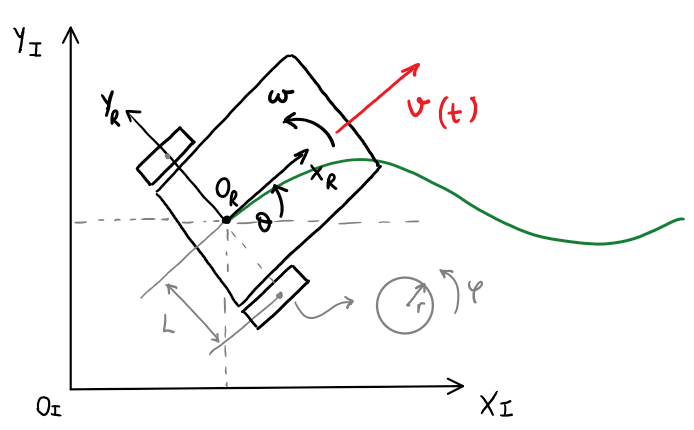 Y_I
ω
v(t)
Y_R
X_R
O_R
θ
L
r
φ
O_I
X_I